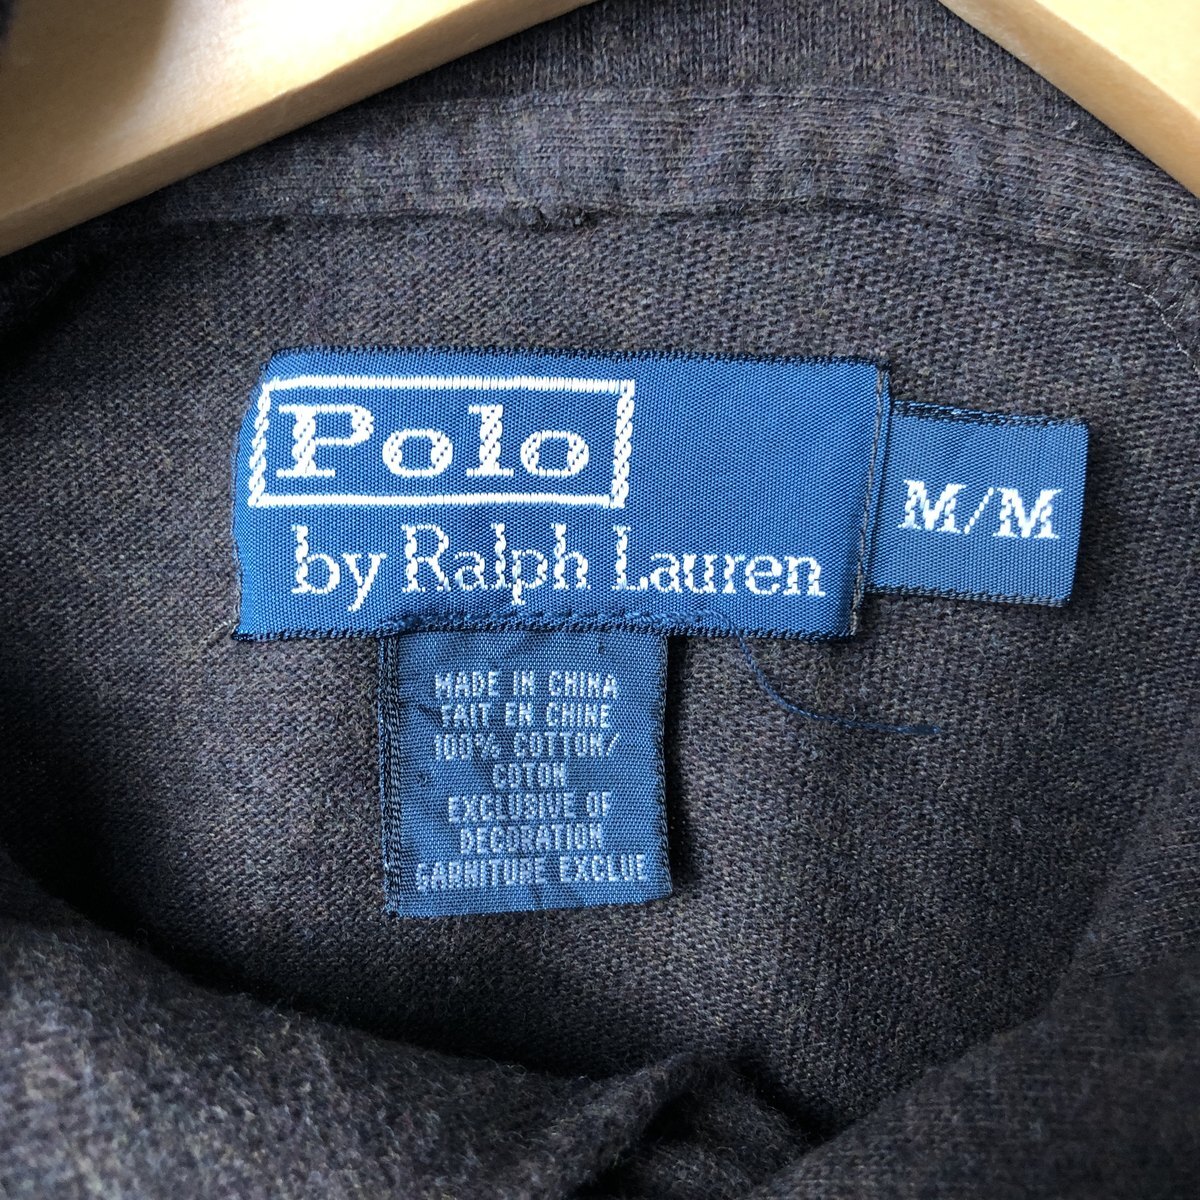 Polo
by Ralph Lauren
M/M
MADE IN CHINA
FAIT EN CHINE
100% COTTON/
COTON
EXCLUSIVE OF
DECORATION
GARNITURE EXCLUE